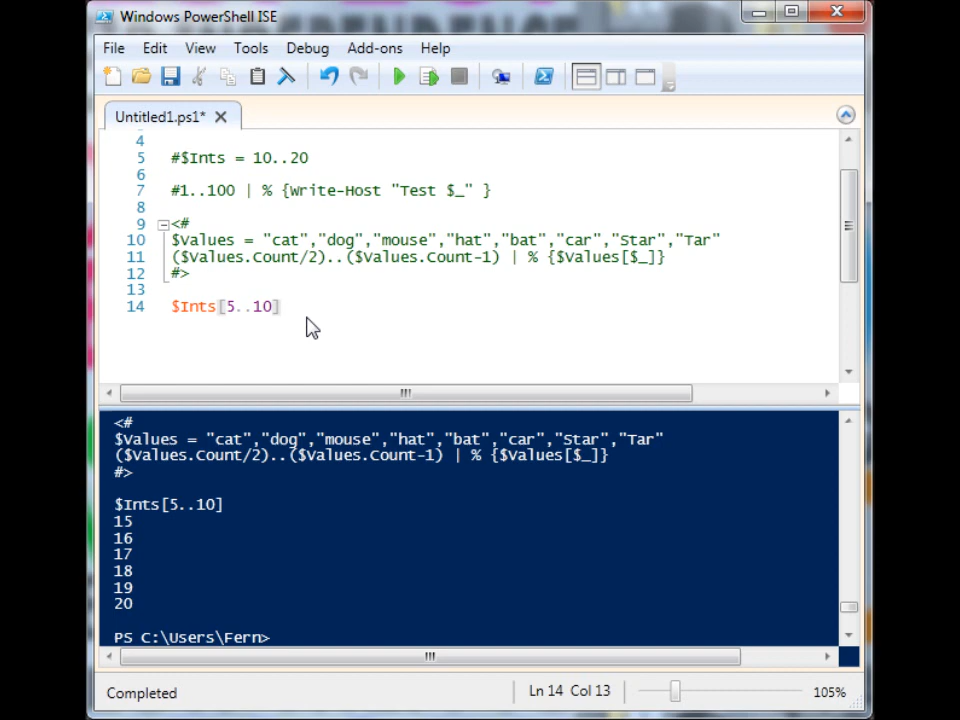 Windows PowerShell ISE
File Edit View Tools Debug Add-ons Help
Untitled1.ps1*
4
5 #$Ints = 10..20
6
7 #1..100 | % {Write-Host "Test $_" }
8
9 <#
10 $Values = "cat","dog","mouse","hat","bat","car","Star","Tar"
11 ($Values.Count/2)..($Values.Count-1) | % {$Values[$_]}
12 #>
13
14 $Ints[5..10]
<#
$Values = "cat","dog","mouse","hat","bat","car","Star","Tar"
($Values.Count/2)..($Values.Count-1) | % {$Values[$_]}
#>
$Ints[5..10]
15
16
17
18
19
20
PS C:\Users\Fern>
Completed Ln 14 Col 13 105%